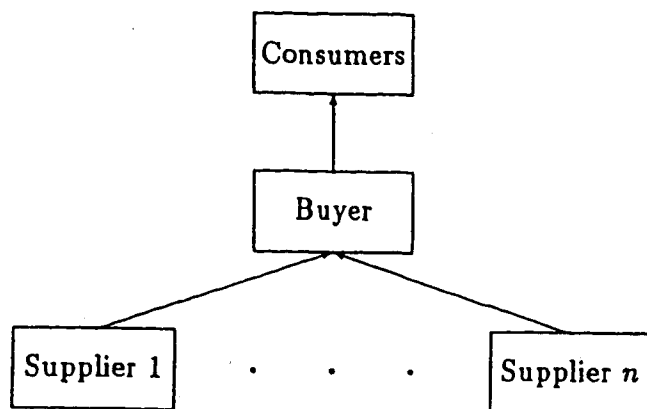 Consumers
Buyer
Supplier 1 . . . Supplier n